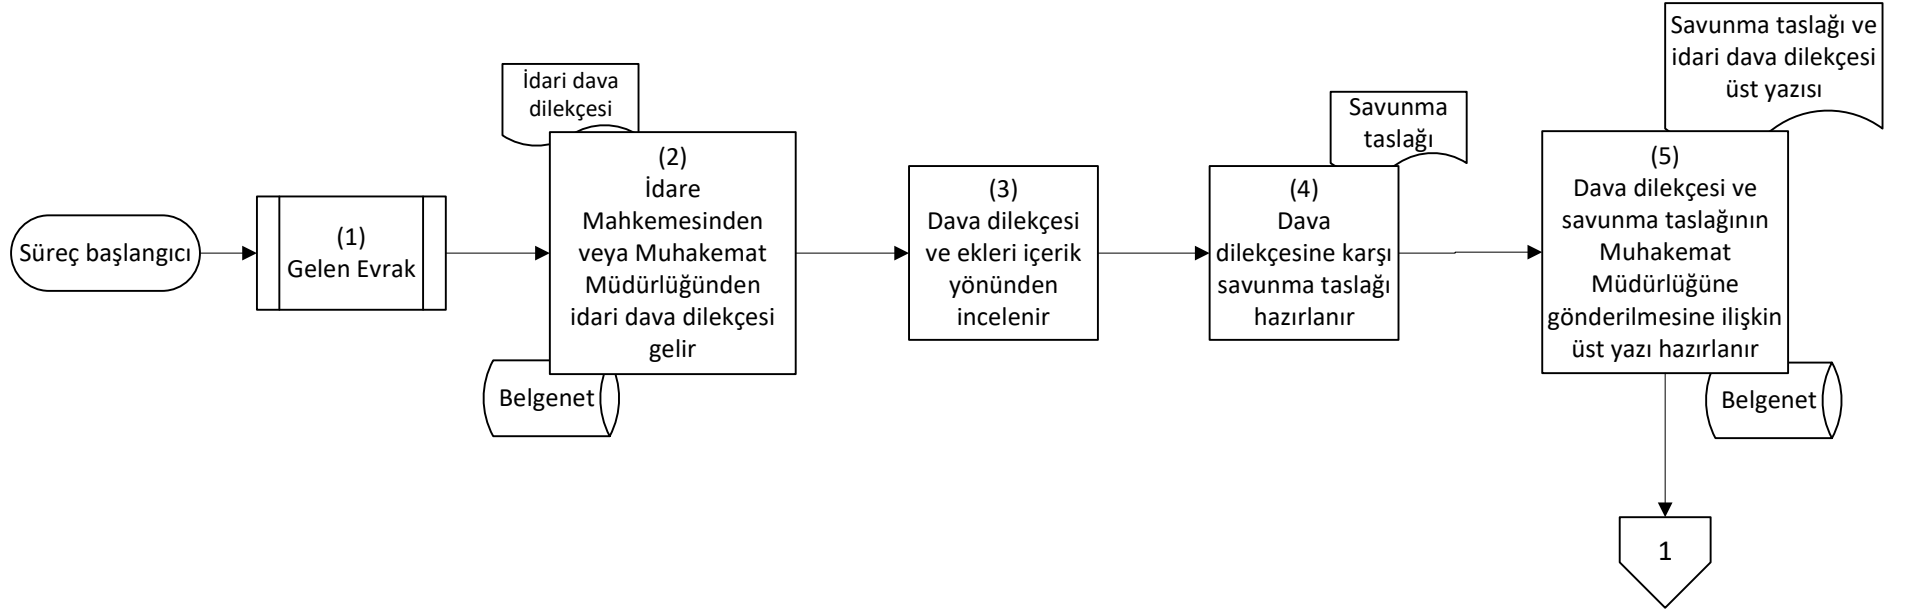 Süreç başlangıcı
(1)
Gelen Evrak
İdari dava
dilekçesi
(2)
İdare
Mahkemesinden
veya Muhakemat
Müdürlüğünden
idari dava dilekçesi
gelir
Belgenet
(3)
Dava dilekçesi
ve ekleri içerik
yönünden
incelenir
Savunma
taslağı
(4)
Dava
dilekçesine karşı
savunma taslağı
hazırlanır
Savunma taslağı ve
idari dava dilekçesi
üst yazısı
(5)
Dava dilekçesi ve
savunma taslağının
Muhakemat
Müdürlüğüne
gönderilmesine ilişkin
üst yazı hazırlanır
Belgenet
1